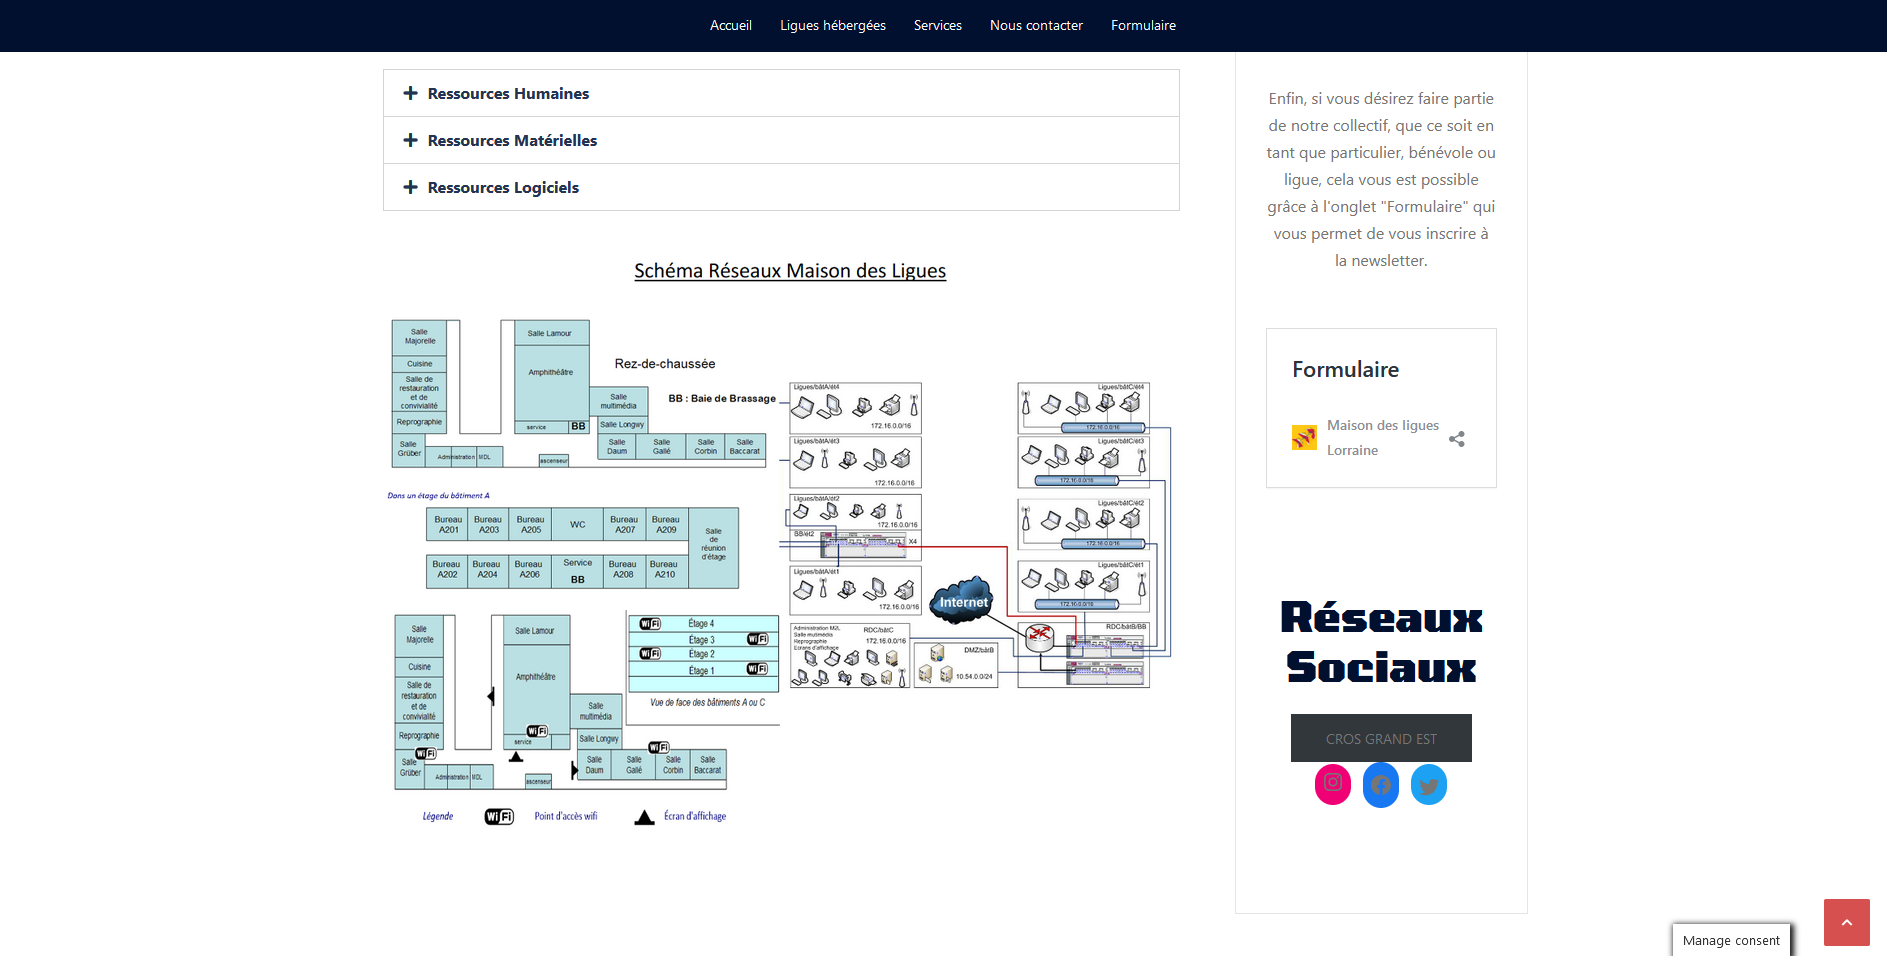 Accueil Ligues hébergées Services Nous contacter Formulaire
Ressources Humaines
Ressources Matérielles
Ressources Logiciels
Schéma Réseaux Maison des Ligues
Salle
Majorelle
Cuisine
Salle de
restauration
et de
convivialité
Reprographie
Salle
Grüber
Administration MDL
Salle Lamour
Amphithéâtre
service BB
ascenseur
Rez-de-chaussée
Salle
multimédia
Salle Longwy
Salle
Daum
Salle
Gallé
Salle
Corbin
Salle
Baccarat
BB : Baie de Brassage
Dans un étage du bâtiment A
Bureau
A201
Bureau
A203
Bureau
A205
WC
Bureau
A207
Bureau
A209
Salle
de
réunion
d'étage
Bureau
A202
Bureau
A204
Bureau
A206
Service
BB
Bureau
A208
Bureau
A210
Salle
Majorelle
Cuisine
Salle de
restauration
et de
convivialité
Reprographie
WiFi
Salle
Grüber
Administration MDL
Salle Lamour
Amphithéâtre
WiFi
service
ascenseur
Salle
multimédia
Salle Longwy
WiFi
Salle
Daum
Salle
Gallé
Salle
Corbin
Salle
Baccarat
WiFi Étage 4
Étage 3 WiFi
WiFi Étage 2
Étage 1 WiFi
Vue de face des bâtiments A ou C
Légende WiFi Point d'accès wifi Écran d'affichage
Ligues/bâtA/ét4
172.16.0.0/16
Ligues/bâtA/ét3
172.16.0.0/16
Ligues/bâtA/ét2
172.16.0.0/16
BB/ét2 X4
Ligues/bâtA/ét1
172.16.0.0/16
Administration M2L RDC/bâtC
Salle mutimédia 172.16.0.0/16
Reprographie
Ecrans d'affichage
DMZ/bâtB
10.54.0.0/24
Internet
Ligues/bâtC/ét4
172.16.0.0/16
Ligues/bâtC/ét3
172.16.0.0/16
Ligues/bâtC/ét2
172.16.0.0/16
Ligues/bâtC/ét1
172.16.0.0/16
RDC/bâtB/BB
Enfin, si vous désirez faire partie
de notre collectif, que ce soit en
tant que particulier, bénévole ou
ligue, cela vous est possible
grâce à l'onglet "Formulaire" qui
vous permet de vous inscrire à
la newsletter.
Formulaire
Maison des ligues
Lorraine
Réseaux
Sociaux
CROS GRAND EST
Manage consent